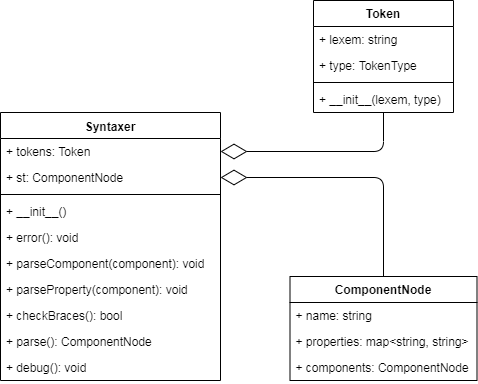 Token
+ lexem: string
+ type: TokenType
+ __init__(lexem, type)
Syntaxer
+ tokens: Token
+ st: ComponentNode
+ __init__()
+ error(): void
+ parseComponent(component): void
+ parseProperty(component): void
+ checkBraces(): bool
+ parse(): ComponentNode
+ debug(): void
ComponentNode
+ name: string
+ properties: map<string, string>
+ components: ComponentNode